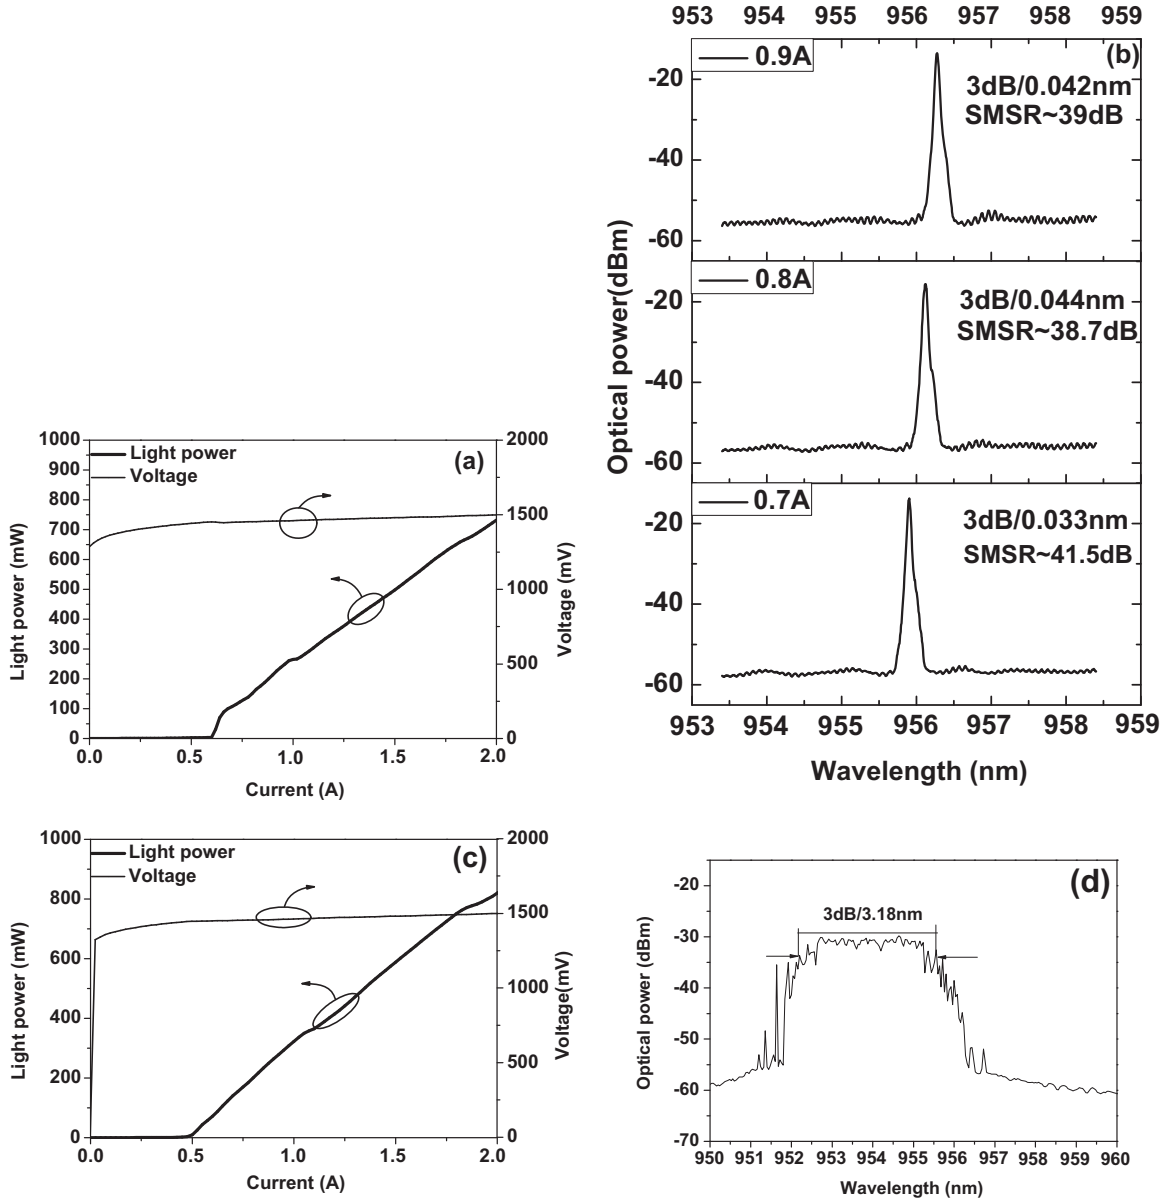 953 954 955 956 957 958 959
0.9A
(b)
-20
3dB/0.042nm
SMSR~39dB
-40
-60
0.8A
-20
3dB/0.044nm
SMSR~38.7dB
-40
-60
0.7A
-20
3dB/0.033nm
SMSR~41.5dB
-40
-60
Optical power(dBm)
953 954 955 956 957 958 959
Wavelength (nm)
1000
900
800
700
600
500
400
300
200
100
0
Light power (mW)
Light power
Voltage
(a)
2000
1500
1000
500
0
Voltage (mV)
0.0 0.5 1.0 1.5 2.0
Current (A)
1000
800
600
400
200
0
Light power (mW)
Light power
Voltage
(c)
2000
1500
1000
500
0
Voltage(mV)
0.0 0.5 1.0 1.5 2.0
Current (A)
-20
-30
-40
-50
-60
-70
Optical power (dBm)
(d)
3dB/3.18nm
950 951 952 953 954 955 956 957 958 959 960
Wavelength (nm)